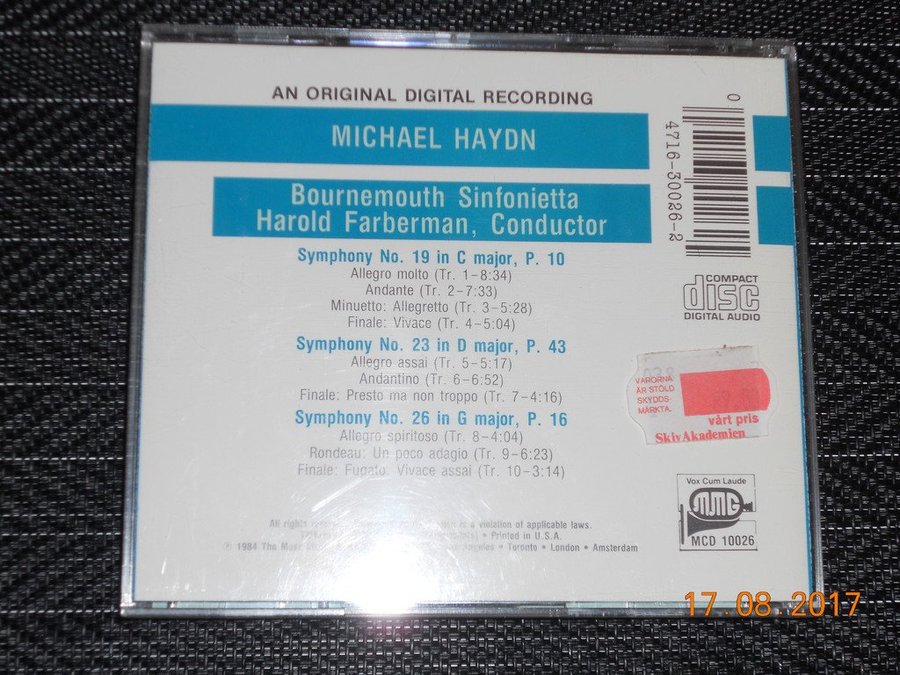 AN ORIGINAL DIGITAL RECORDING
MICHAEL HAYDN
Bournemouth Sinfonietta
Harold Farberman, Conductor
Symphony No. 19 in C major, P. 10
Allegro molto (Tr. 1-8:34)
Andante (Tr. 2-7:33)
Minuetto: Allegretto (Tr. 3-5:28)
Finale: Vivace (Tr. 4-5:04)
Symphony No. 23 in D major, P. 43
Allegro assai (Tr. 5-5:17)
Andantino (Tr. 6-6:52)
Finale: Presto ma non troppo (Tr. 7-4:16)
Symphony No. 26 in G major, P. 16
Allegro spiritoso (Tr. 8-4:04)
Rondeau: Un poco adagio (Tr. 9-6:23)
Finale: Fugato: Vivace assai (Tr. 10-3:14)
All rights is a violation of applicable laws.
• Printed in U.S.A.
℗ 1984 The • Toronto • London • Amsterdam
0
4716-30026-2
COMPACT
disc
DIGITAL AUDIO
VARORNA
ÄR STÖLD
SKYDDS-
MÄRKTA.
vårt pris
SkivAkademien
Vox Cum Laude
MMG
MCD 10026
17 08 2017